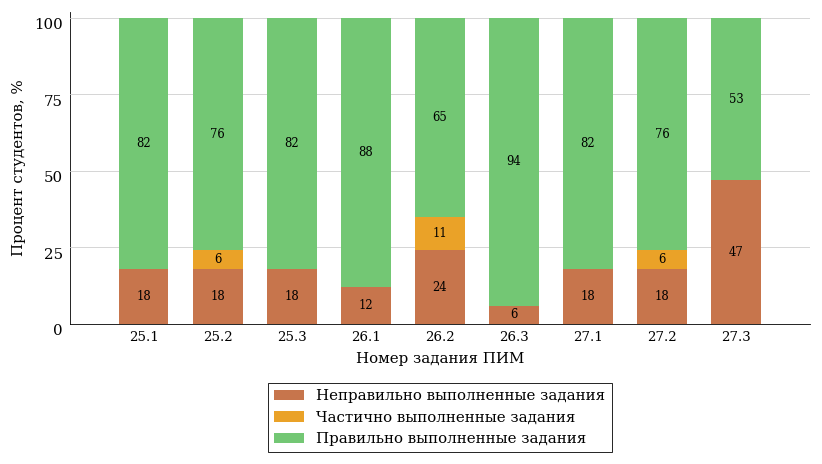 100
75
50
25
0
Процент студентов, %
82 76 82 88 65 94 82 76 53
6 11 6
18 18 18 12 24 6 18 18 47
25.1 25.2 25.3 26.1 26.2 26.3 27.1 27.2 27.3
Номер задания ПИМ
Неправильно выполненные задания
Частично выполненные задания
Правильно выполненные задания